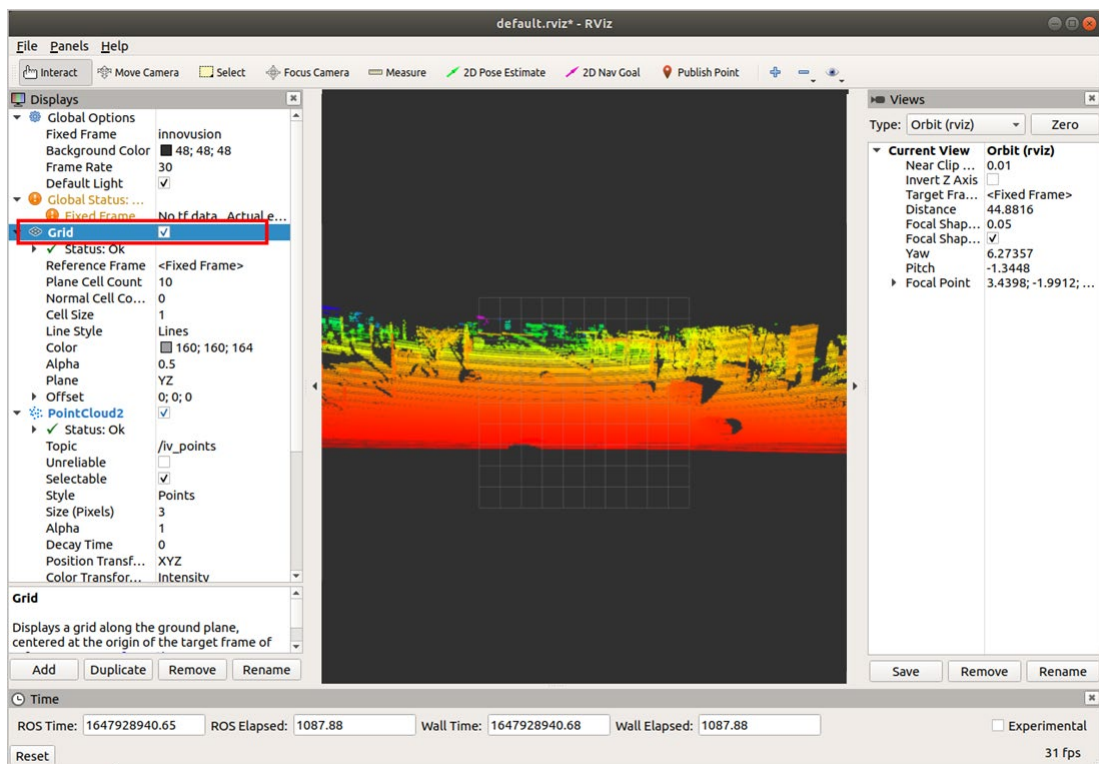 default.rviz* - RViz
File Panels Help
Interact Move Camera Select Focus Camera Measure 2D Pose Estimate 2D Nav Goal Publish Point
Displays
Global Options
Fixed Frame innovusion
Background Color 48; 48; 48
Frame Rate 30
Default Light
Global Status: ...
Fixed Frame No tf data. Actual e...
Grid
Status: Ok
Reference Frame <Fixed Frame>
Plane Cell Count 10
Normal Cell Co... 0
Cell Size 1
Line Style Lines
Color 160; 160; 164
Alpha 0.5
Plane YZ
Offset 0; 0; 0
PointCloud2
Status: Ok
Topic /iv_points
Unreliable
Selectable
Style Points
Size (Pixels) 3
Alpha 1
Decay Time 0
Position Transf... XYZ
Color Transfor... Intensity
Grid
Displays a grid along the ground plane,
centered at the origin of the target frame of
Add Duplicate Remove Rename
Views
Type: Orbit (rviz) Zero
Current View Orbit (rviz)
Near Clip ... 0.01
Invert Z Axis
Target Fra... <Fixed Frame>
Distance 44.8816
Focal Shap... 0.05
Focal Shap...
Yaw 6.27357
Pitch -1.3448
Focal Point 3.4398; -1.9912; ...
Save Remove Rename
Time
ROS Time: 1647928940.65 ROS Elapsed: 1087.88 Wall Time: 1647928940.68 Wall Elapsed: 1087.88 Experimental
Reset 31 fps